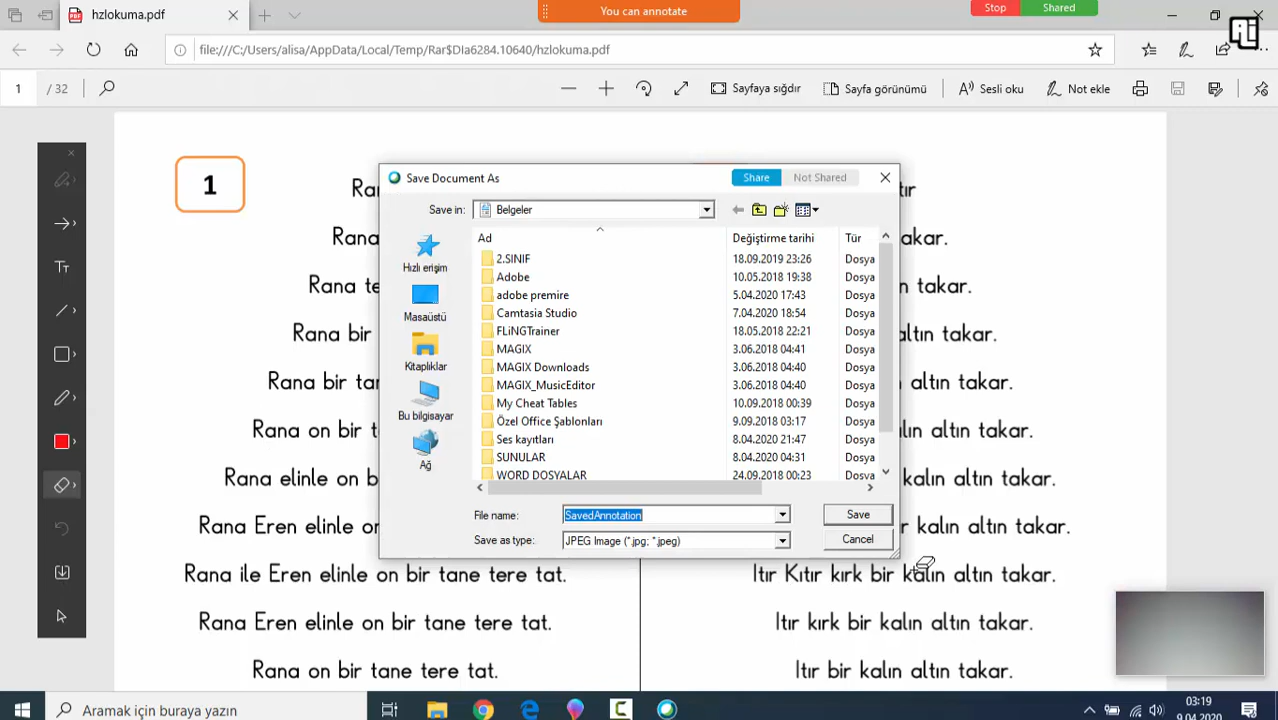 hzlokuma.pdf
You can annotate
Stop
Shared
file:///C:/Users/alisa/AppData/Local/Temp/Rar$DIa6284.10640/hzlokuma.pdf
1 / 32
Sayfaya sığdır
Sayfa görünümü
Sesli oku
Not ekle
1
Save Document As
Share
Not Shared
Save in:
Belgeler
Hızlı erişim
Masaüstü
Kitaplıklar
Bu bilgisayar
Ağ
Ad Değiştirme tarihi Tür
2.SINIF 18.09.2019 23:26 Dosya
Adobe 10.05.2018 19:38 Dosya
adobe premire 5.04.2020 17:43 Dosya
Camtasia Studio 7.04.2020 18:54 Dosya
FLiNGTrainer 18.05.2018 22:21 Dosya
MAGIX 3.06.2018 04:41 Dosya
MAGIX Downloads 3.06.2018 04:40 Dosya
MAGIX_MusicEditor 3.06.2018 04:40 Dosya
My Cheat Tables 10.09.2018 00:39 Dosya
Özel Office Şablonları 9.09.2018 03:17 Dosya
Ses kayıtları 8.04.2020 21:47 Dosya
SUNULAR 8.04.2020 04:31 Dosya
WORD DOSYALAR 24.09.2018 00:23 Dosya
File name:
SavedAnnotation
Save
Save as type:
JPEG Image (*.jpg; *.jpeg)
Cancel
Rana
Rana bir
Rana bir
Rana on bir
Rana elinle
Rana Eren elinle
Rana ile Eren elinle on bir tane tere tat.
Rana Eren elinle on bir tane tere tat.
Rana on bir tane tere tat.
takar.
altın takar.
altın takar.
altın takar.
altın takar.
kalın altın takar.
Itır Kıtır kırk bir kalın altın takar.
Itır kırk bir kalın altın takar.
Itır bir kalın altın takar.
Aramak için buraya yazın
03:19
9.04.2020